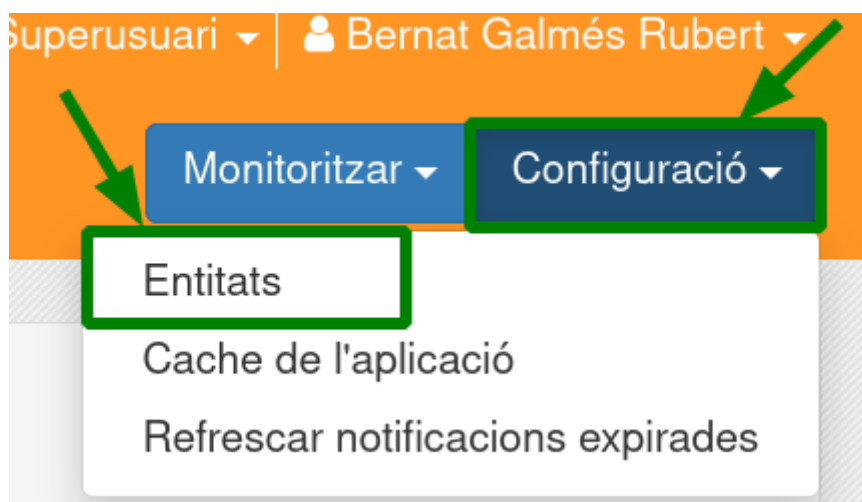 Superusuari Bernat Galmés Rubert
Monitoritzar Configuració
Entitats
Cache de l'aplicació
Refrescar notificacions expirades